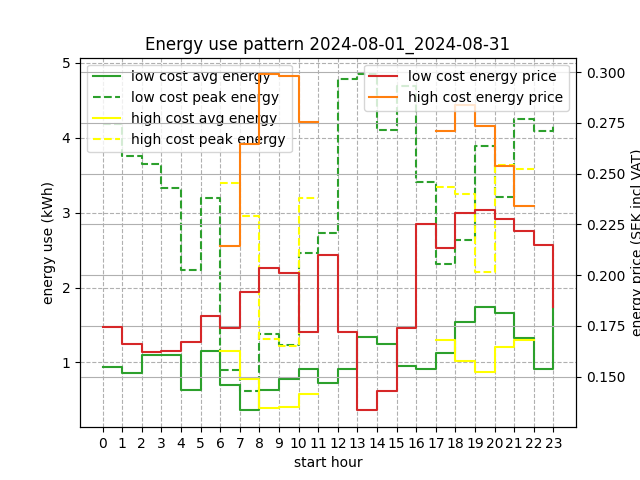 Energy use pattern 2024-08-01_2024-08-31
low cost avg energy
low cost peak energy
high cost avg energy
high cost peak energy
low cost energy price
high cost energy price
energy use (kWh)
5
4
3
2
1
0.300
0.275
0.250
0.225
0.200
0.175
0.150
energy price (SEK incl VAT)
0 1 2 3 4 5 6 7 8 9 10 11 12 13 14 15 16 17 18 19 20 21 22 23
start hour